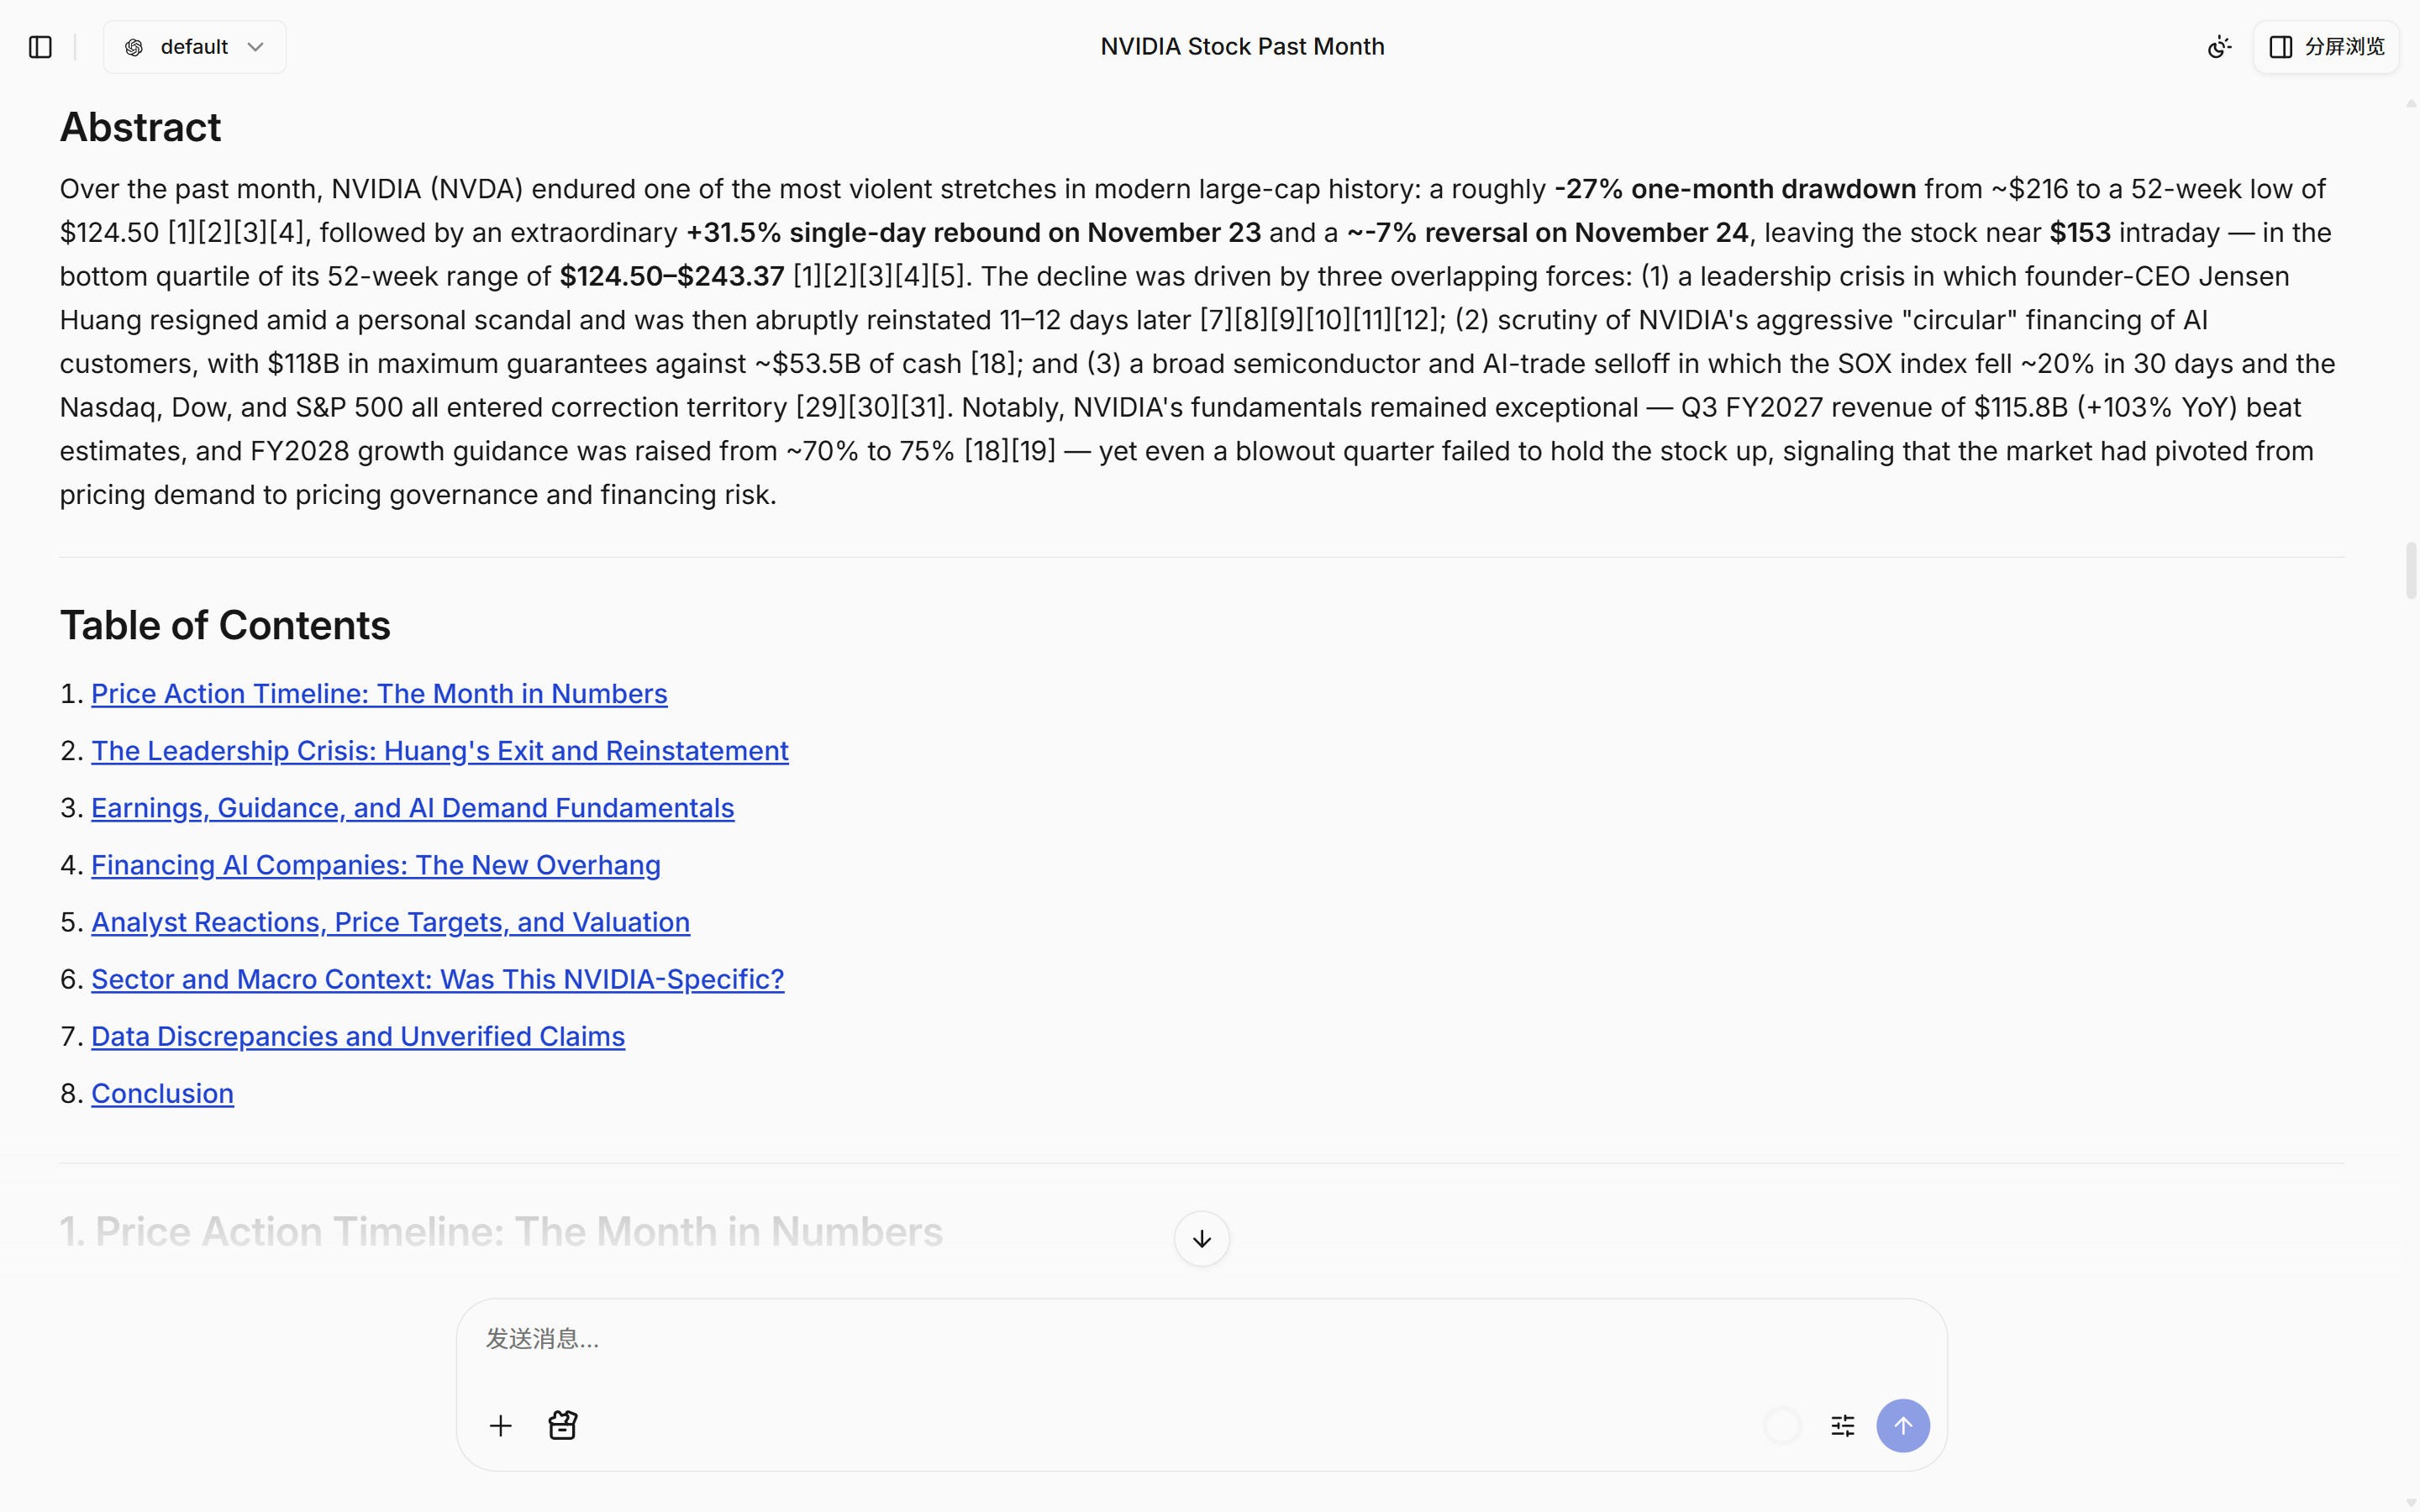 default
NVIDIA Stock Past Month
分屏浏览
Abstract
Over the past month, NVIDIA (NVDA) endured one of the most violent stretches in modern large-cap history: a roughly -27% one-month drawdown from ~$216 to a 52-week low of
$124.50 [1][2][3][4], followed by an extraordinary +31.5% single-day rebound on November 23 and a ~-7% reversal on November 24, leaving the stock near $153 intraday — in the
bottom quartile of its 52-week range of $124.50–$243.37 [1][2][3][4][5]. The decline was driven by three overlapping forces: (1) a leadership crisis in which founder-CEO Jensen
Huang resigned amid a personal scandal and was then abruptly reinstated 11–12 days later [7][8][9][10][11][12]; (2) scrutiny of NVIDIA's aggressive "circular" financing of AI
customers, with $118B in maximum guarantees against ~$53.5B of cash [18]; and (3) a broad semiconductor and AI-trade selloff in which the SOX index fell ~20% in 30 days and the
Nasdaq, Dow, and S&P 500 all entered correction territory [29][30][31]. Notably, NVIDIA's fundamentals remained exceptional — Q3 FY2027 revenue of $115.8B (+103% YoY) beat
estimates, and FY2028 growth guidance was raised from ~70% to 75% [18][19] — yet even a blowout quarter failed to hold the stock up, signaling that the market had pivoted from
pricing demand to pricing governance and financing risk.
Table of Contents
1. Price Action Timeline: The Month in Numbers
2. The Leadership Crisis: Huang's Exit and Reinstatement
3. Earnings, Guidance, and AI Demand Fundamentals
4. Financing AI Companies: The New Overhang
5. Analyst Reactions, Price Targets, and Valuation
6. Sector and Macro Context: Was This NVIDIA-Specific?
7. Data Discrepancies and Unverified Claims
8. Conclusion
1. Price Action Timeline: The Month in Numbers
发送消息...